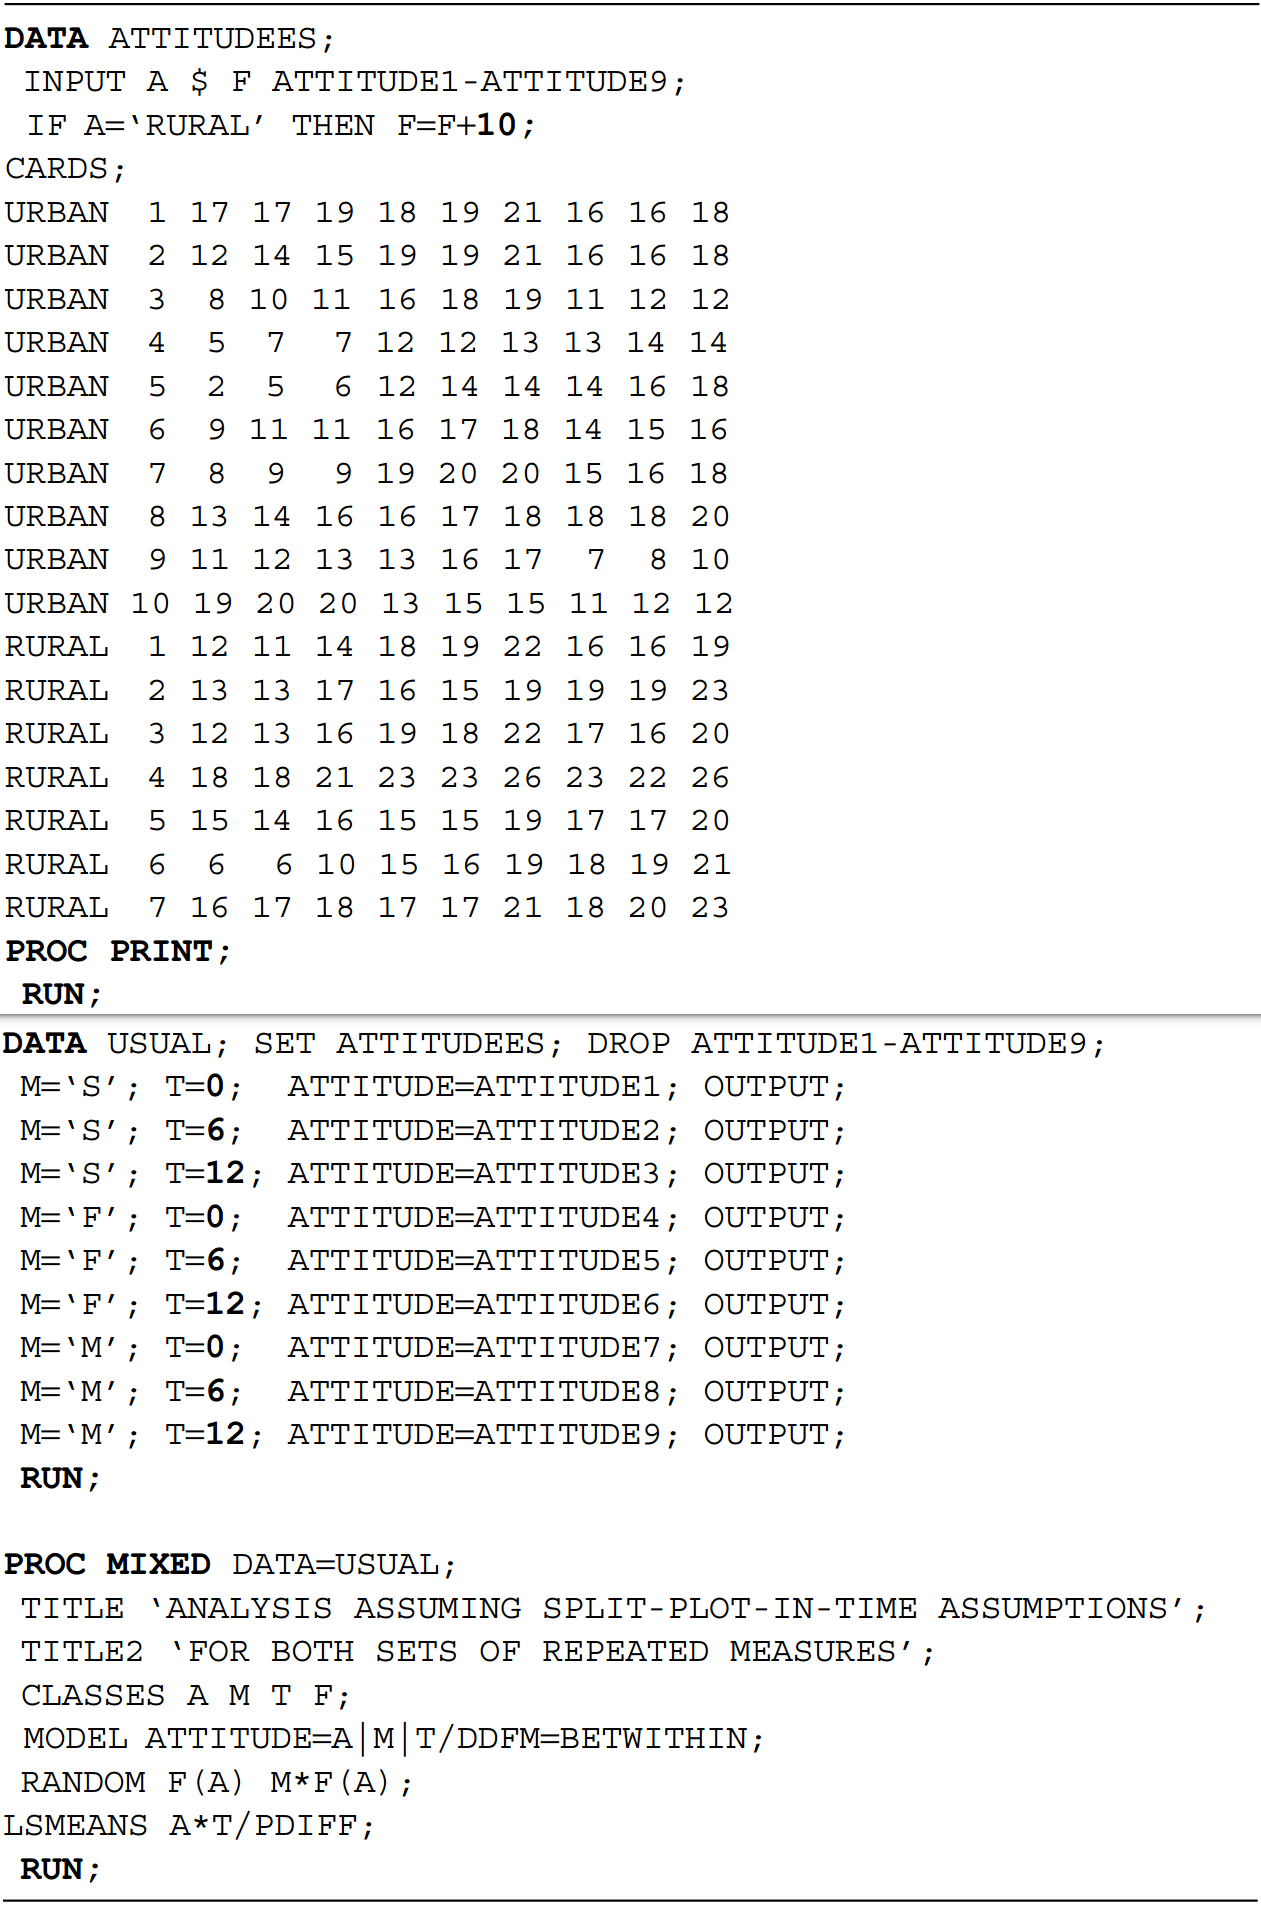 DATA ATTITUDEES;
INPUT A $ F ATTITUDE1-ATTITUDE9;
IF A=‘RURAL’ THEN F=F+10;
CARDS;
URBAN 1 17 17 19 18 19 21 16 16 18
URBAN 2 12 14 15 19 19 21 16 16 18
URBAN 3 8 10 11 16 18 19 11 12 12
URBAN 4 5 7 7 12 12 13 13 14 14
URBAN 5 2 5 6 12 14 14 14 16 18
URBAN 6 9 11 11 16 17 18 14 15 16
URBAN 7 8 9 9 19 20 20 15 16 18
URBAN 8 13 14 16 16 17 18 18 18 20
URBAN 9 11 12 13 13 16 17 7 8 10
URBAN 10 19 20 20 13 15 15 11 12 12
RURAL 1 12 11 14 18 19 22 16 16 19
RURAL 2 13 13 17 16 15 19 19 19 23
RURAL 3 12 13 16 19 18 22 17 16 20
RURAL 4 18 18 21 23 23 26 23 22 26
RURAL 5 15 14 16 15 15 19 17 17 20
RURAL 6 6 6 10 15 16 19 18 19 21
RURAL 7 16 17 18 17 17 21 18 20 23
PROC PRINT;
RUN;
DATA USUAL; SET ATTITUDEES; DROP ATTITUDE1-ATTITUDE9;
M=‘S’; T=0; ATTITUDE=ATTITUDE1; OUTPUT;
M=‘S’; T=6; ATTITUDE=ATTITUDE2; OUTPUT;
M=‘S’; T=12; ATTITUDE=ATTITUDE3; OUTPUT;
M=‘F’; T=0; ATTITUDE=ATTITUDE4; OUTPUT;
M=‘F’; T=6; ATTITUDE=ATTITUDE5; OUTPUT;
M=‘F’; T=12; ATTITUDE=ATTITUDE6; OUTPUT;
M=‘M’; T=0; ATTITUDE=ATTITUDE7; OUTPUT;
M=‘M’; T=6; ATTITUDE=ATTITUDE8; OUTPUT;
M=‘M’; T=12; ATTITUDE=ATTITUDE9; OUTPUT;
RUN;
PROC MIXED DATA=USUAL;
TITLE ‘ANALYSIS ASSUMING SPLIT-PLOT-IN-TIME ASSUMPTIONS’;
TITLE2 ‘FOR BOTH SETS OF REPEATED MEASURES’;
CLASSES A M T F;
MODEL ATTITUDE=A|M|T/DDFM=BETWITHIN;
RANDOM F(A) M*F(A);
LSMEANS A*T/PDIFF;
RUN;